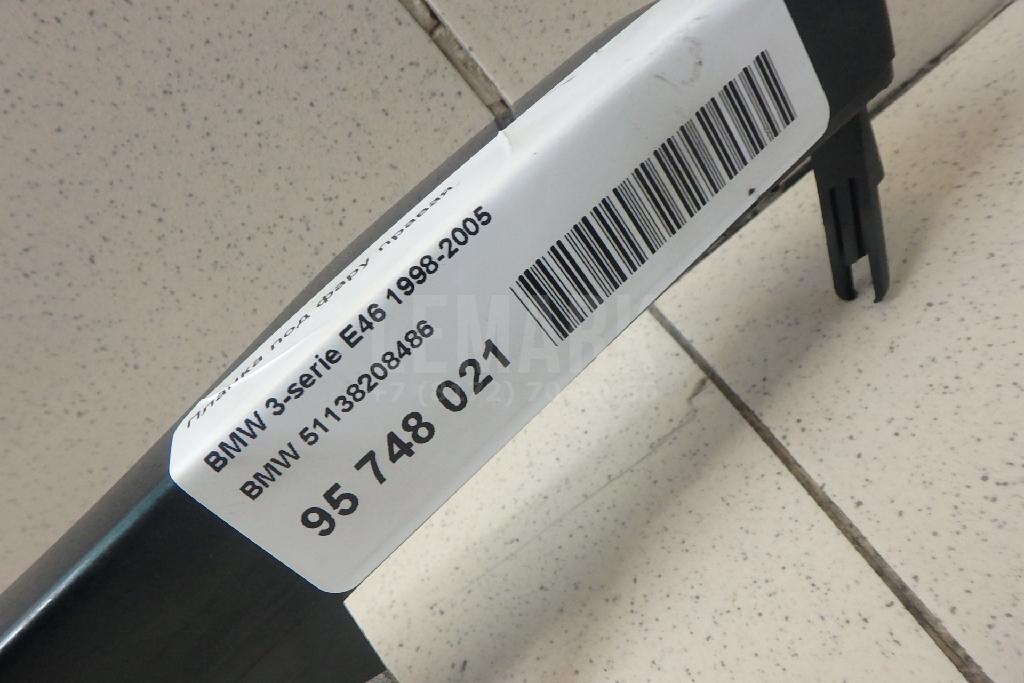 Планка под фару правая
BMW 3-serie E46 1998-2005
BMW 51138208486
95 748 021